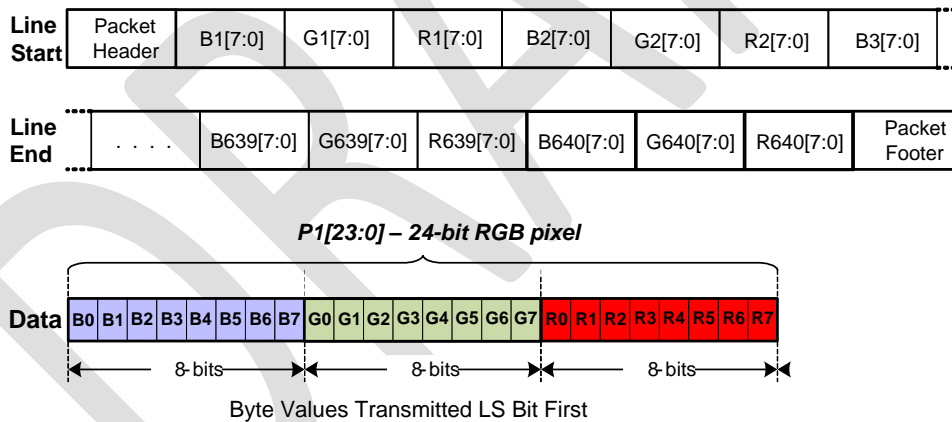 Line Start Packet Header B1[7:0] G1[7:0] R1[7:0] B2[7:0] G2[7:0] R2[7:0] B3[7:0]
Line End . . . . B639[7:0] G639[7:0] R639[7:0] B640[7:0] G640[7:0] R640[7:0] Packet Footer
P1[23:0] – 24-bit RGB pixel
Data B0 B1 B2 B3 B4 B5 B6 B7 G0 G1 G2 G3 G4 G5 G6 G7 R0 R1 R2 R3 R4 R5 R6 R7
8-bits 8-bits 8-bits
Byte Values Transmitted LS Bit First